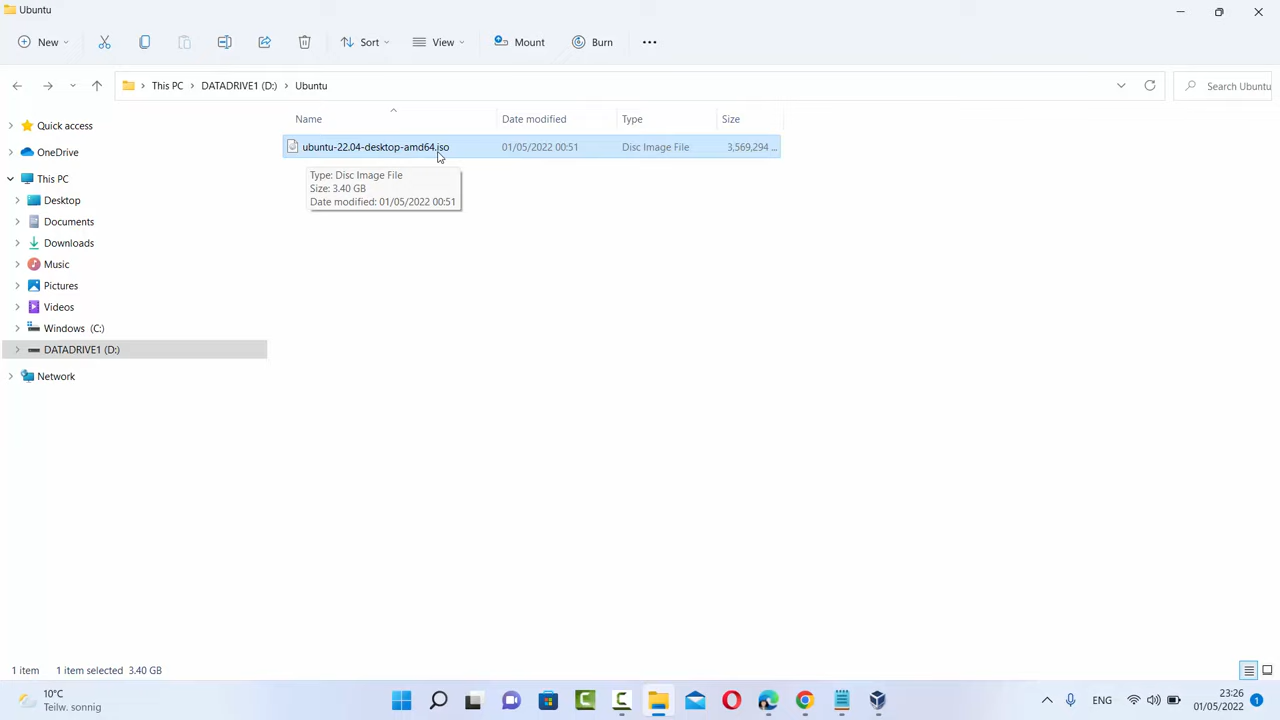 Ubuntu
New
Sort
View
Mount
Burn
This PC
DATADRIVE1 (D:)
Ubuntu
Search Ubuntu
Name
Date modified
Type
Size
Quick access
OneDrive
This PC
Desktop
Documents
Downloads
Music
Pictures
Videos
Windows (C:)
DATADRIVE1 (D:)
Network
ubuntu-22.04-desktop-amd64.iso
01/05/2022 00:51
Disc Image File
3,569,294 ...
Type: Disc Image File
Size: 3.40 GB
Date modified: 01/05/2022 00:51
1 item
1 item selected 3.40 GB
10°C
Teilw. sonnig
ENG
23:26
01/05/2022
1